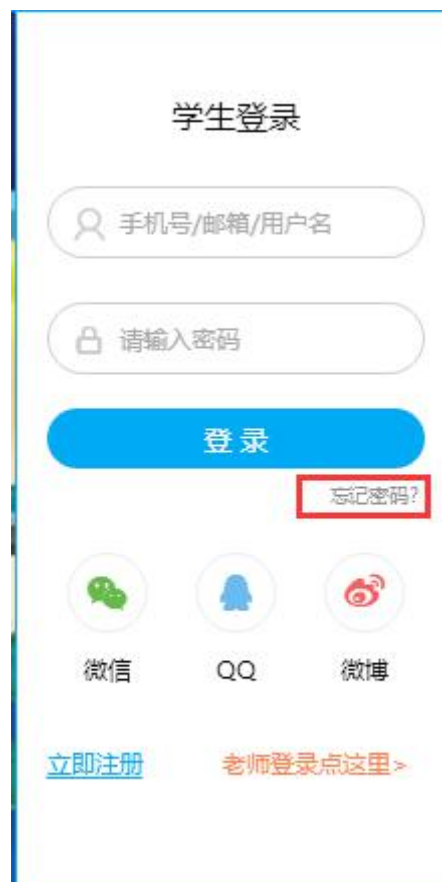 学生登录
手机号/邮箱/用户名
请输入密码
登录
忘记密码?
微信 QQ 微博
立即注册 老师登录点这里>